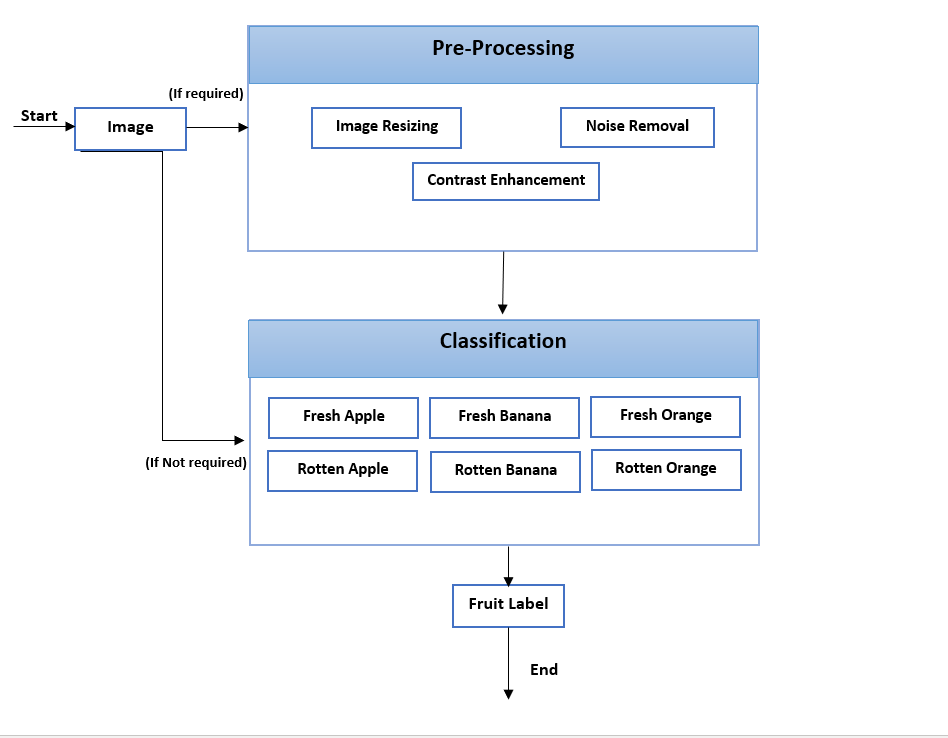 Pre-Processing
(If required)
Start
Image
Image Resizing
Noise Removal
Contrast Enhancement
Classification
Fresh Apple
Fresh Banana
Fresh Orange
(If Not required)
Rotten Apple
Rotten Banana
Rotten Orange
Fruit Label
End